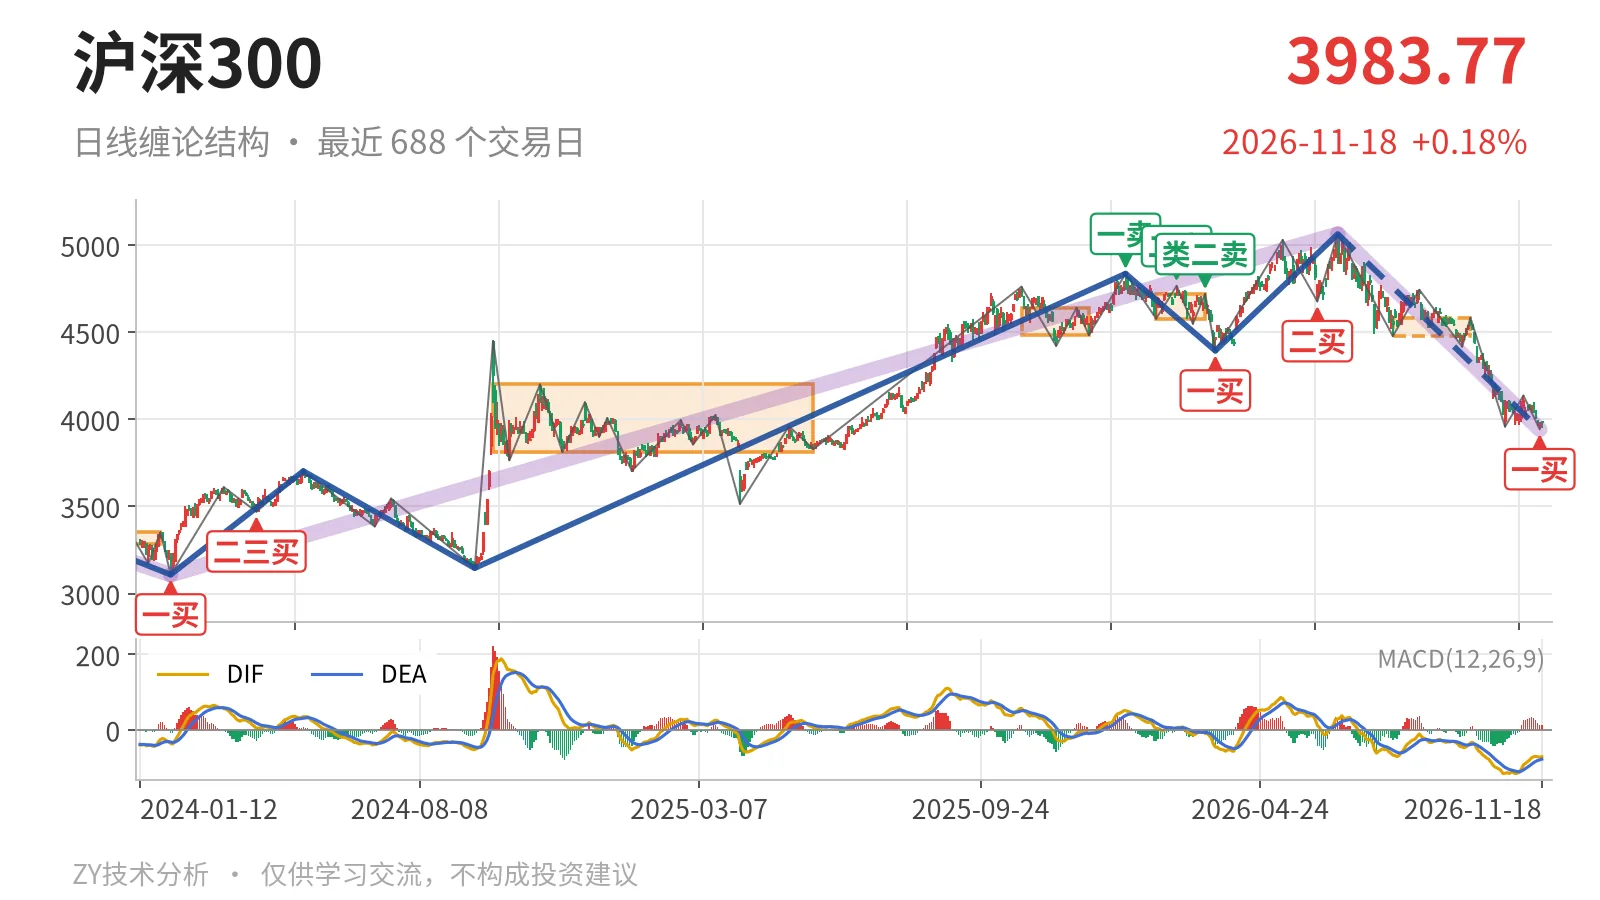 沪深300
3983.77
日线缠论结构 · 最近 688 个交易日
2026-11-18 +0.18%
5000
4500
4000
3500
3000
一卖
类二卖
二买
一买
一买
二三买
一买
200
0
DIF
DEA
MACD(12,26,9)
2024-01-12
2024-08-08
2025-03-07
2025-09-24
2026-04-24
2026-11-18
ZY技术分析 · 仅供学习交流，不构成投资建议